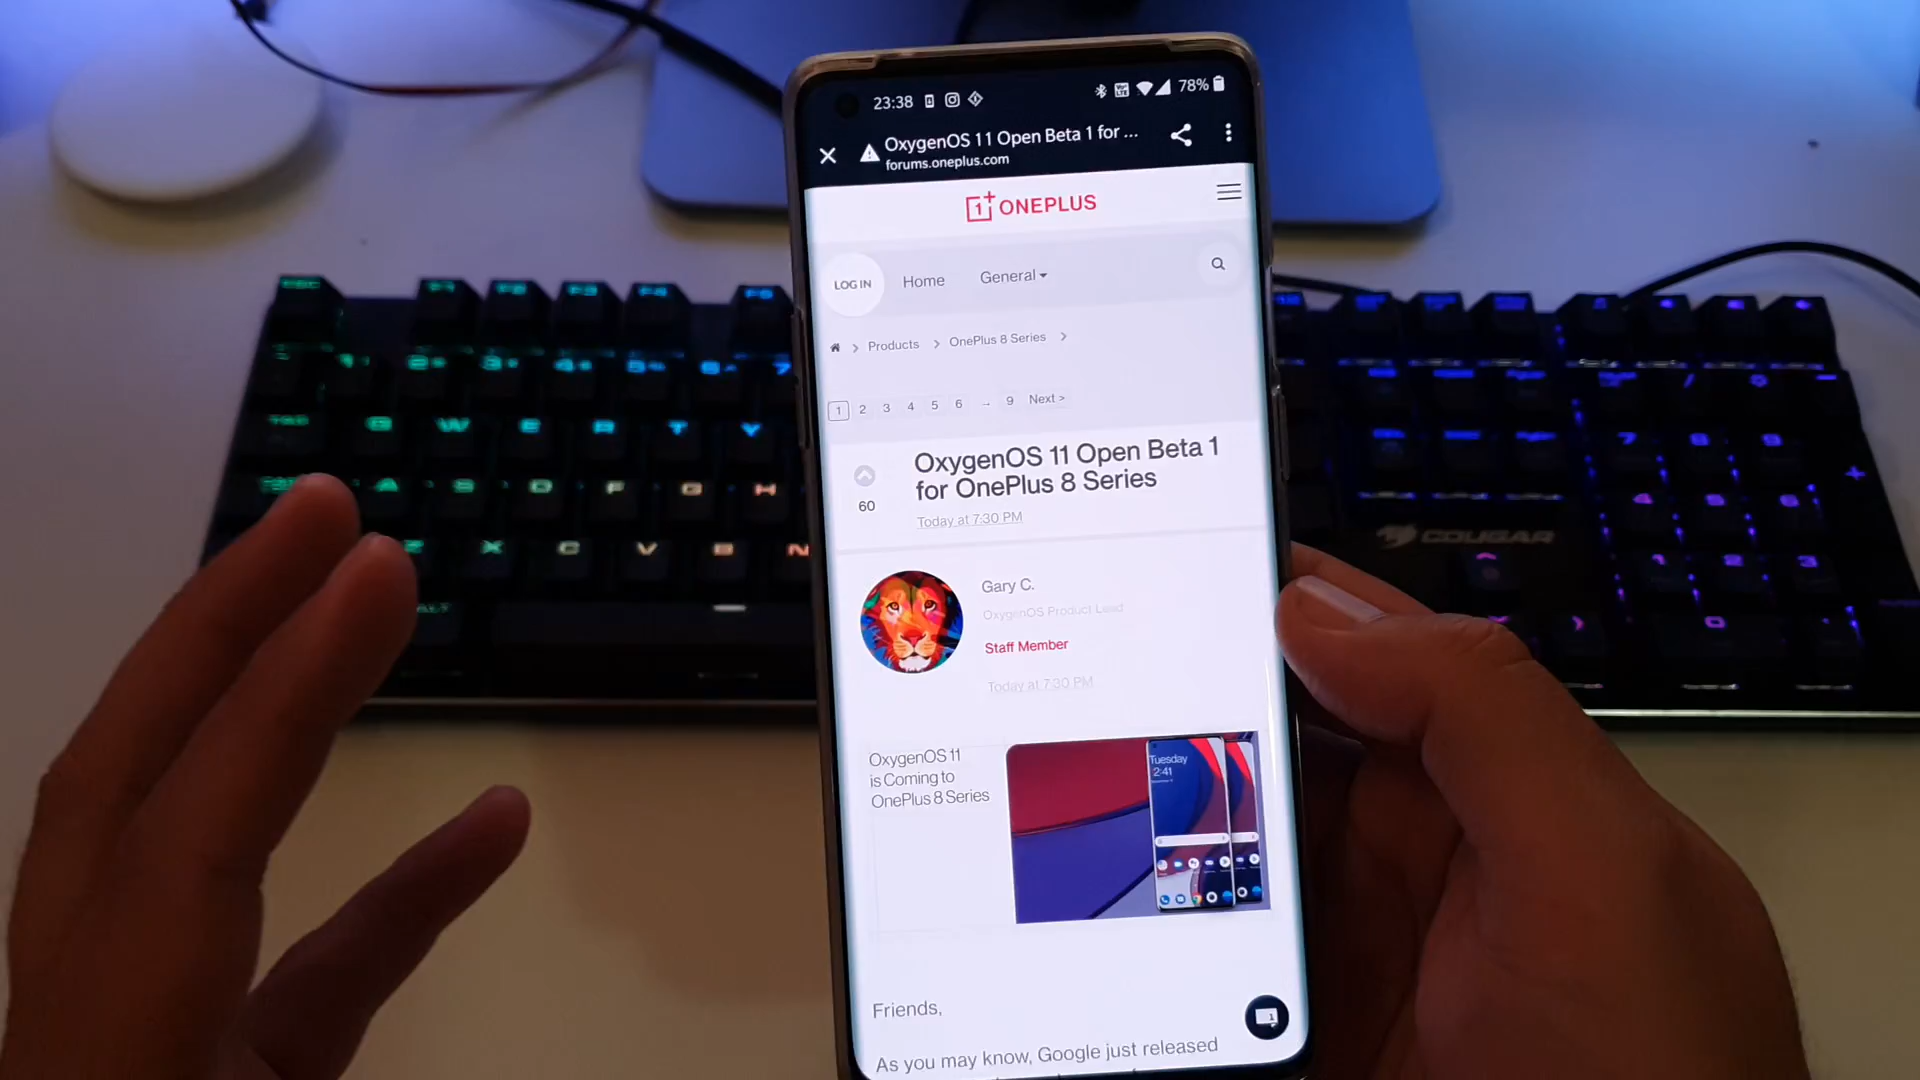 23:38
78%
OxygenOS 11 Open Beta 1 for ...
forums.oneplus.com
ONEPLUS
LOG IN
Home
General
Products
OnePlus 8 Series
1 2 3 4 5 6 → 9 Next >
OxygenOS 11 Open Beta 1
for OnePlus 8 Series
60
Today at 7:30 PM
Gary C.
OxygenOS Product Lead
Staff Member
Today at 7:30 PM
OxygenOS 11
is Coming to
OnePlus 8 Series
Tuesday
2:41
Friends,
As you may know, Google just released
COUGAR